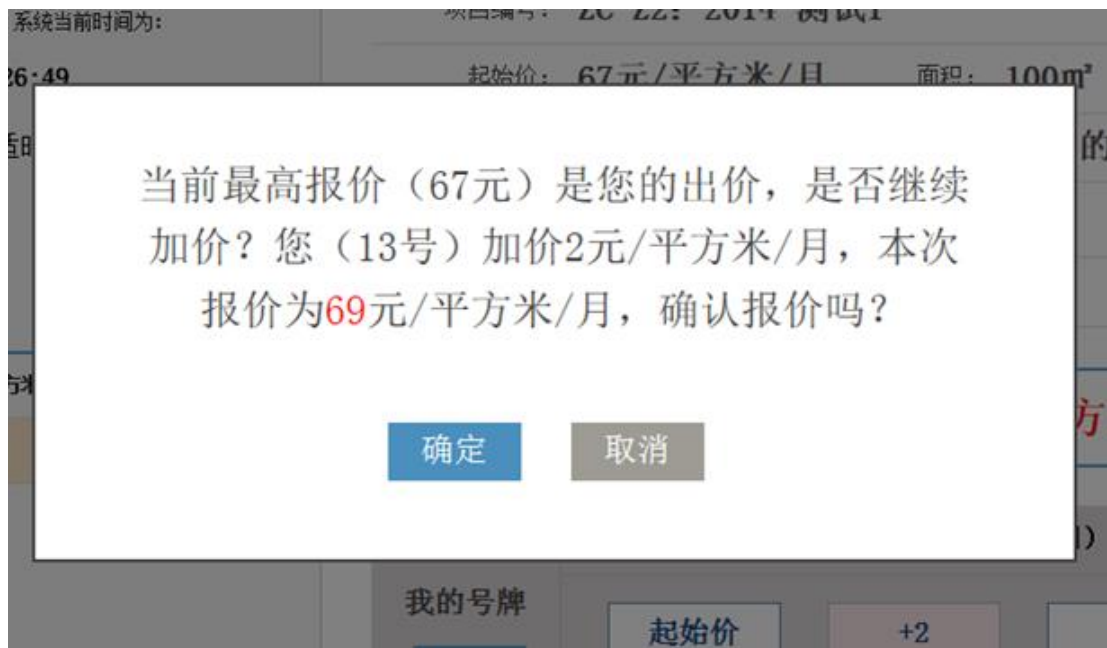 系统当前时间为:
26:49
起始价: 67元/平方米/月 面积: 100㎡
的
当前最高报价（67元）是您的出价，是否继续
加价？您（13号）加价2元/平方米/月，本次
报价为69元/平方米/月，确认报价吗？
方
确定 取消
我的号牌
起始价 +2